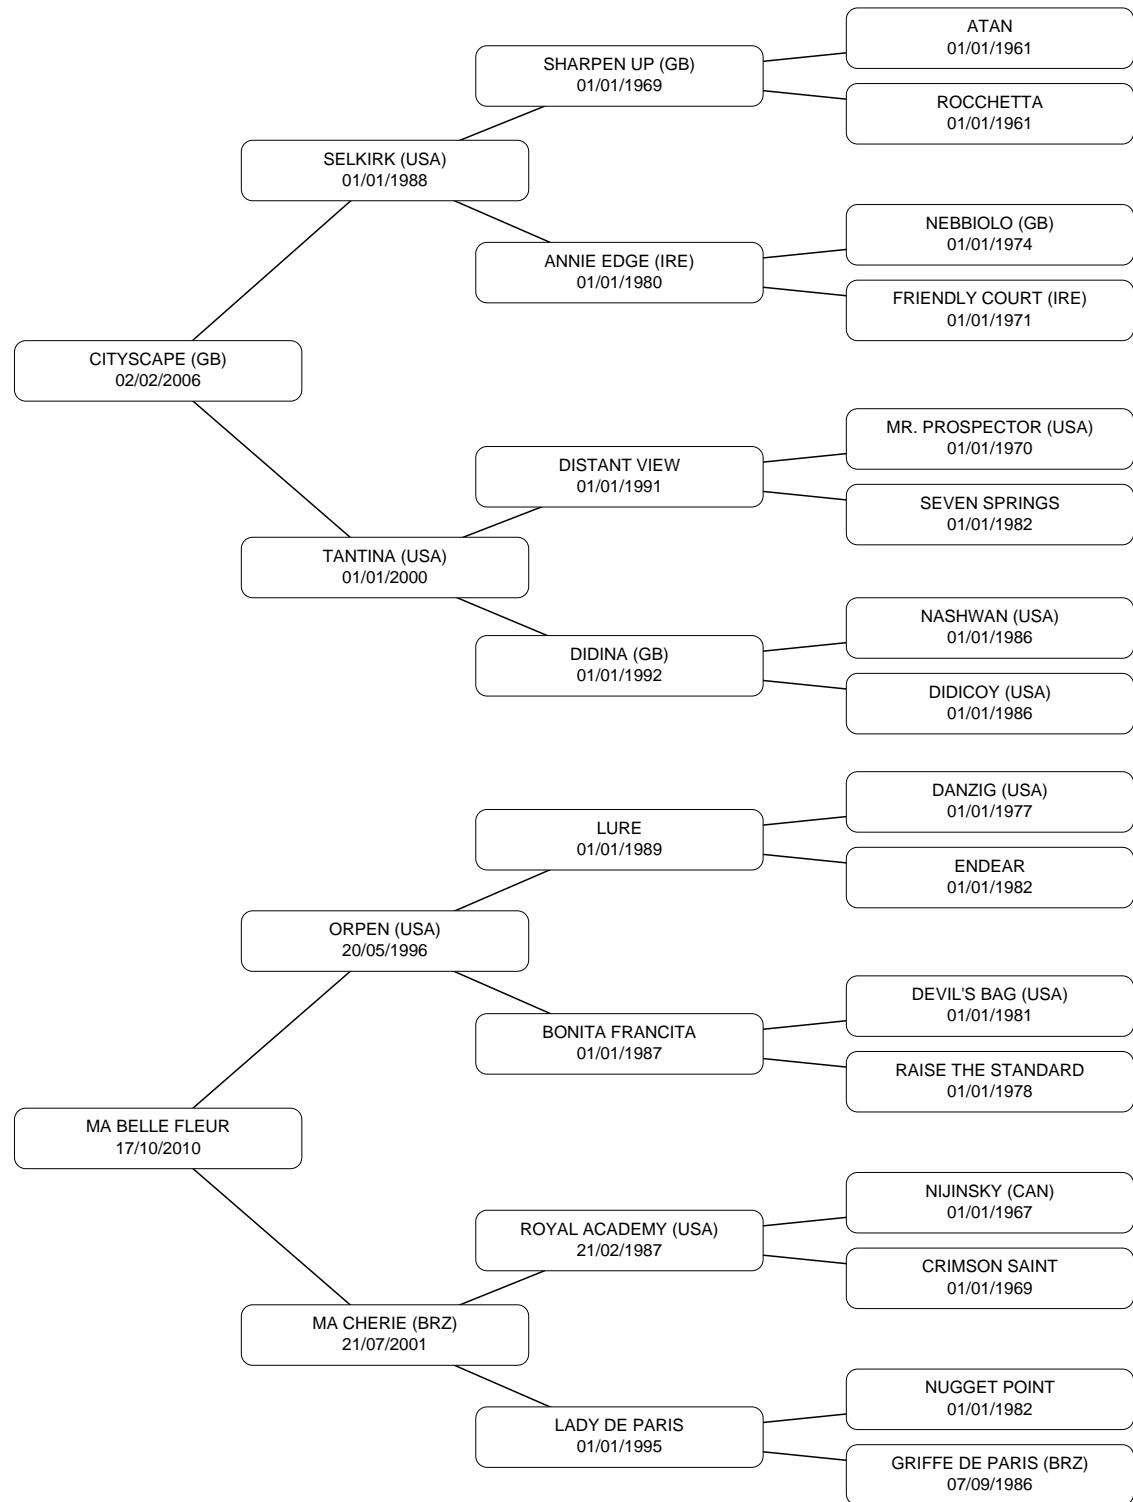 ATAN
01/01/1961
SHARPEN UP (GB)
01/01/1969
ROCCHETTA
01/01/1961
SELKIRK (USA)
01/01/1988
NEBBIOLO (GB)
01/01/1974
ANNIE EDGE (IRE)
01/01/1980
FRIENDLY COURT (IRE)
01/01/1971
CITYSCAPE (GB)
02/02/2006
MR. PROSPECTOR (USA)
01/01/1970
DISTANT VIEW
01/01/1991
SEVEN SPRINGS
01/01/1982
TANTINA (USA)
01/01/2000
NASHWAN (USA)
01/01/1986
DIDINA (GB)
01/01/1992
DIDICOY (USA)
01/01/1986
DANZIG (USA)
01/01/1977
LURE
01/01/1989
ENDEAR
01/01/1982
ORPEN (USA)
20/05/1996
DEVIL'S BAG (USA)
01/01/1981
BONITA FRANCITA
01/01/1987
RAISE THE STANDARD
01/01/1978
MA BELLE FLEUR
17/10/2010
NIJINSKY (CAN)
01/01/1967
ROYAL ACADEMY (USA)
21/02/1987
CRIMSON SAINT
01/01/1969
MA CHERIE (BRZ)
21/07/2001
NUGGET POINT
01/01/1982
LADY DE PARIS
01/01/1995
GRIFFE DE PARIS (BRZ)
07/09/1986